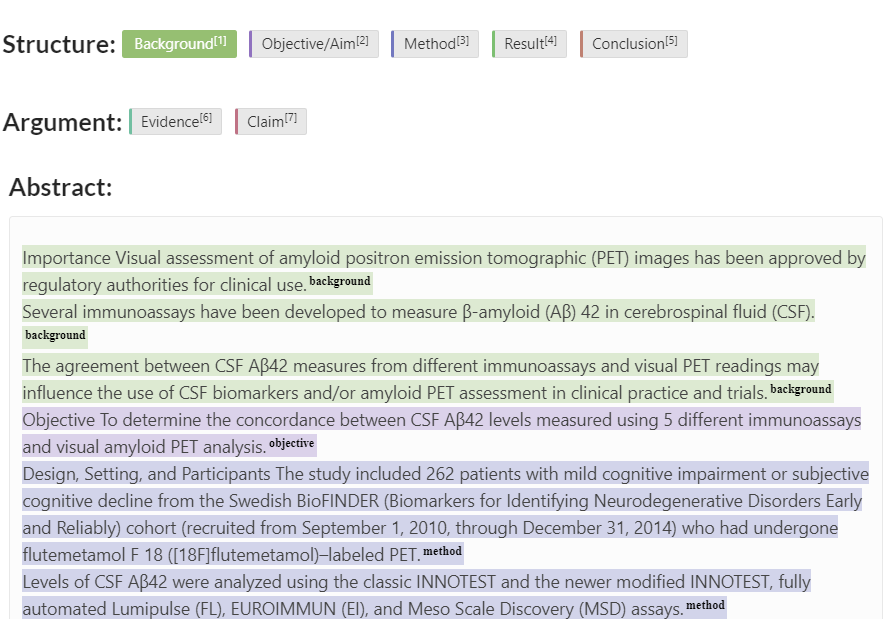 Structure: Background[1] Objective/Aim[2] Method[3] Result[4] Conclusion[5]
Argument: Evidence[6] Claim[7]
Abstract:
Importance Visual assessment of amyloid positron emission tomographic (PET) images has been approved by
regulatory authorities for clinical use. background
Several immunoassays have been developed to measure β-amyloid (Aβ) 42 in cerebrospinal fluid (CSF).
background
The agreement between CSF Aβ42 measures from different immunoassays and visual PET readings may
influence the use of CSF biomarkers and/or amyloid PET assessment in clinical practice and trials. background
Objective To determine the concordance between CSF Aβ42 levels measured using 5 different immunoassays
and visual amyloid PET analysis. objective
Design, Setting, and Participants The study included 262 patients with mild cognitive impairment or subjective
cognitive decline from the Swedish BioFINDER (Biomarkers for Identifying Neurodegenerative Disorders Early
and Reliably) cohort (recruited from September 1, 2010, through December 31, 2014) who had undergone
flutemetamol F 18 ([18F]flutemetamol)–labeled PET. method
Levels of CSF Aβ42 were analyzed using the classic INNOTEST and the newer modified INNOTEST, fully
automated Lumipulse (FL), EUROIMMUN (EI), and Meso Scale Discovery (MSD) assays. method